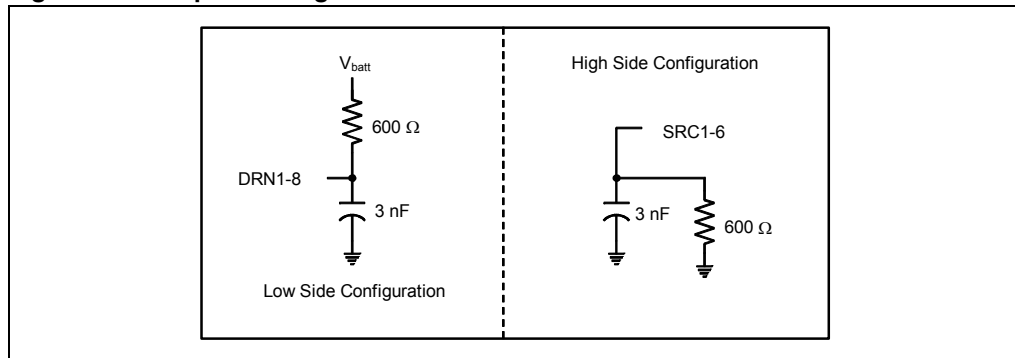 V_batt
600 Ω
DRN1-8
3 nF
Low Side Configuration
High Side Configuration
SRC1-6
3 nF
600 Ω